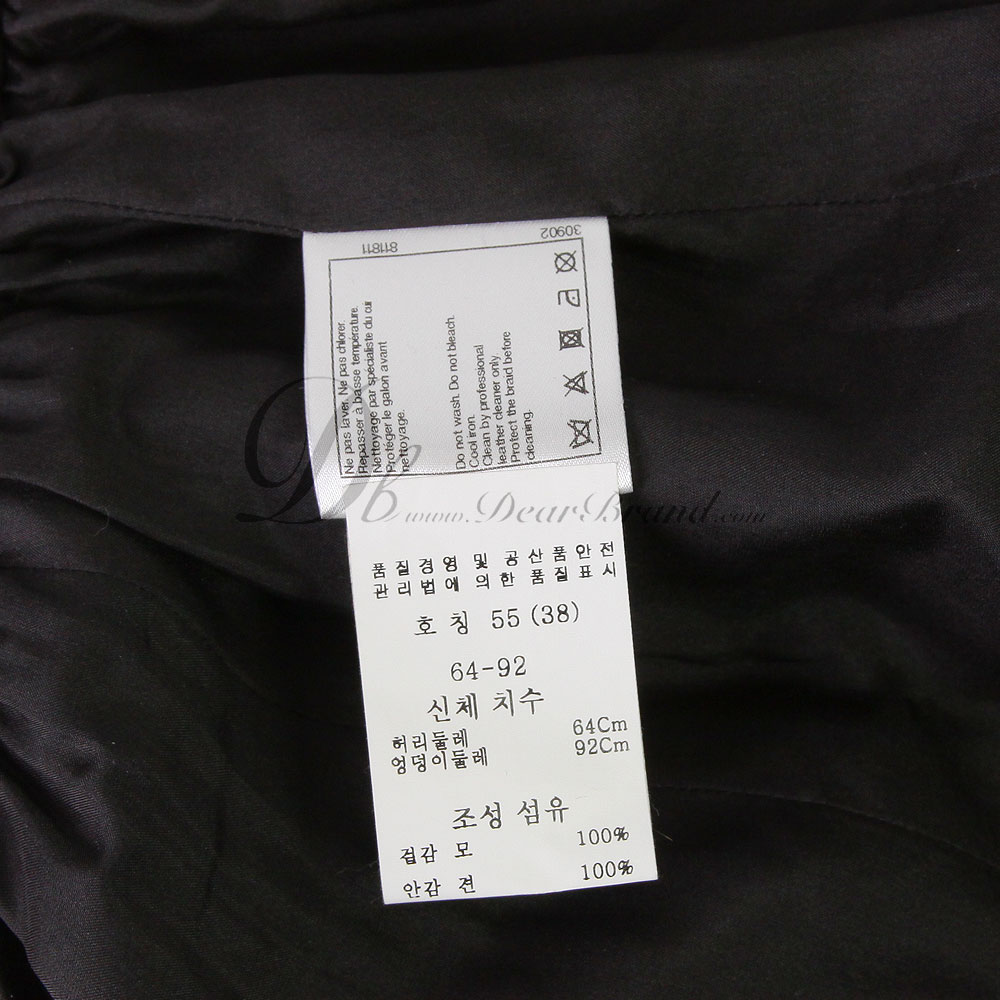 811811
30902
Ne pas laver. Ne pas chlorer.
Repasser à basse température.
Nettoyage par spécialiste du cuir
Protéger le galon avant
nettoyage.
Do not wash. Do not bleach.
Cool iron.
Clean by professional
leather cleaner only.
Protect the braid before
cleaning.
Db www.DearBrand.com
품질경영 및 공산품안전
관리법에 의한 품질표시
호칭 55 (38)
64-92
신체 치수
허리둘레 64Cm
엉덩이둘레 92Cm
조성 섬유
겉감 모 100%
안감 견 100%